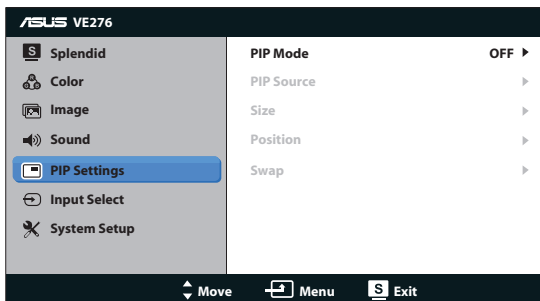 ASUS VE276
S Splendid
Color
Image
Sound
PIP Settings
Input Select
System Setup
PIP Mode OFF
PIP Source
Size
Position
Swap
Move Menu S Exit